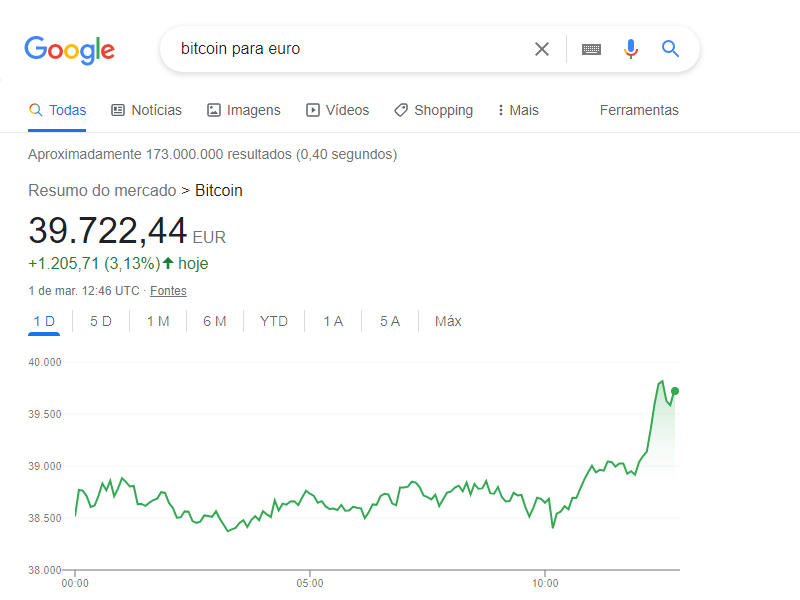 Google
bitcoin para euro
Todas Notícias Imagens Vídeos Shopping Mais Ferramentas
Aproximadamente 173.000.000 resultados (0,40 segundos)
Resumo do mercado > Bitcoin
39.722,44 EUR
+1.205,71 (3,13%) hoje
1 de mar. 12:46 UTC · Fontes
1 D 5 D 1 M 6 M YTD 1 A 5 A Máx
40.000
39.500
39.000
38.500
38.000
00:00 05:00 10:00